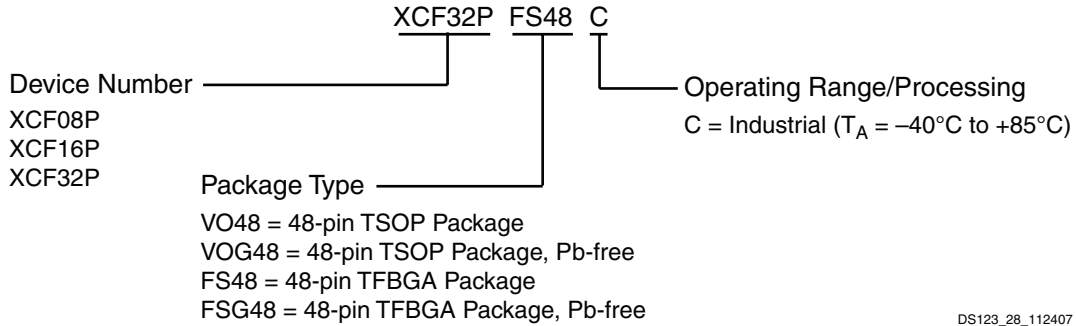 XCF32P FS48 C
Device Number
XCF08P
XCF16P
XCF32P
Package Type
VO48 = 48-pin TSOP Package
VOG48 = 48-pin TSOP Package, Pb-free
FS48 = 48-pin TFBGA Package
FSG48 = 48-pin TFBGA Package, Pb-free
Operating Range/Processing
C = Industrial (TA = –40°C to +85°C)
DS123_28_112407